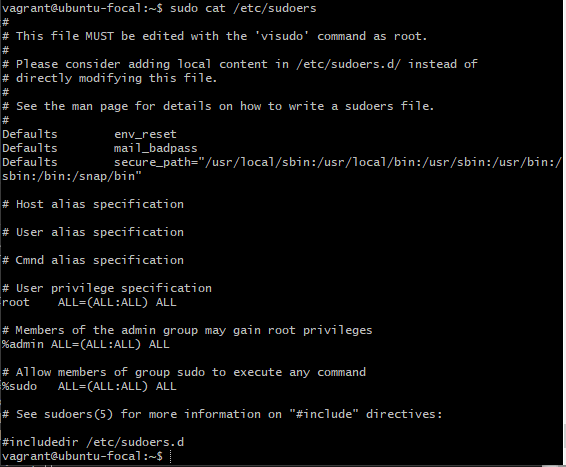 vagrant@ubuntu-focal:~$ sudo cat /etc/sudoers
#
# This file MUST be edited with the 'visudo' command as root.
#
# Please consider adding local content in /etc/sudoers.d/ instead of
# directly modifying this file.
#
# See the man page for details on how to write a sudoers file.
#
Defaults        env_reset
Defaults        mail_badpass
Defaults        secure_path="/usr/local/sbin:/usr/local/bin:/usr/sbin:/usr/bin:/
sbin:/bin:/snap/bin"

# Host alias specification

# User alias specification

# Cmnd alias specification

# User privilege specification
root    ALL=(ALL:ALL) ALL

# Members of the admin group may gain root privileges
%admin ALL=(ALL:ALL) ALL

# Allow members of group sudo to execute any command
%sudo   ALL=(ALL:ALL) ALL

# See sudoers(5) for more information on "#include" directives:

#includedir /etc/sudoers.d
vagrant@ubuntu-focal:~$